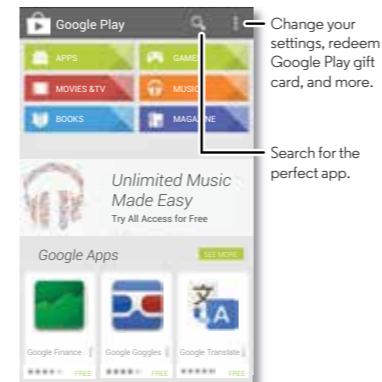 Google Play
Change your
settings, redeem
Google Play gift
card, and more.
APPS
GAME
MOVIES &TV
MUSIC
BOOKS
MAGAZINE
Search for the
perfect app.
Unlimited Music
Made Easy
Try All Access for Free
Google Apps
SEE MORE
Google Finance
Google Goggles
Google Translate
FREE
FREE
FREE
文
A